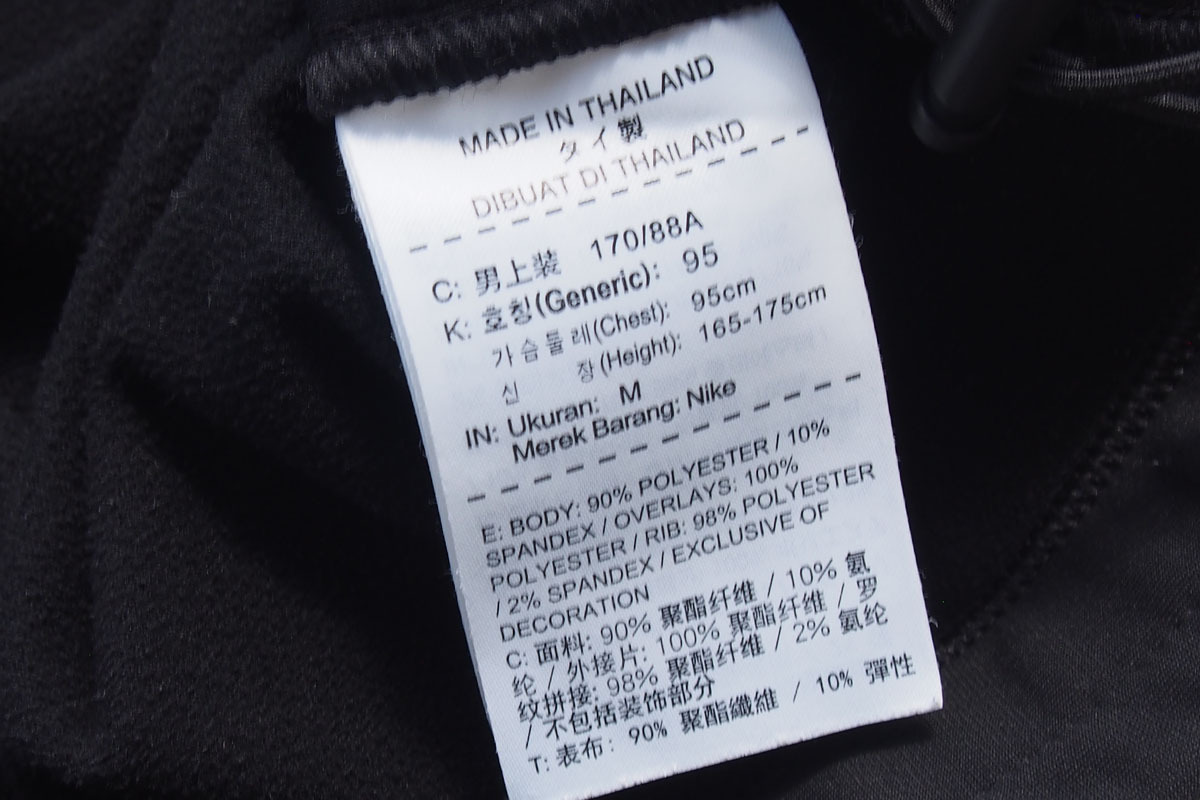 MADE IN THAILAND
タイ製
DIBUAT DI THAILAND
C: 男上装 170/88A
K: 호칭(Generic): 95
가슴둘레(Chest): 95cm
신 장(Height): 165-175cm
IN: Ukuran: M
Merek Barang: Nike
E: BODY: 90% POLYESTER / 10%
SPANDEX / OVERLAYS: 100%
POLYESTER / RIB: 98% POLYESTER
/ 2% SPANDEX / EXCLUSIVE OF
DECORATION
C: 面料: 90% 聚酯纤维 / 10% 氨
纶 / 外接片: 100% 聚酯纤维 / 罗
纹拼接: 98% 聚酯纤维 / 2% 氨纶
/ 不包括装饰部分
T: 表布: 90% 聚酯纖維 / 10% 彈性